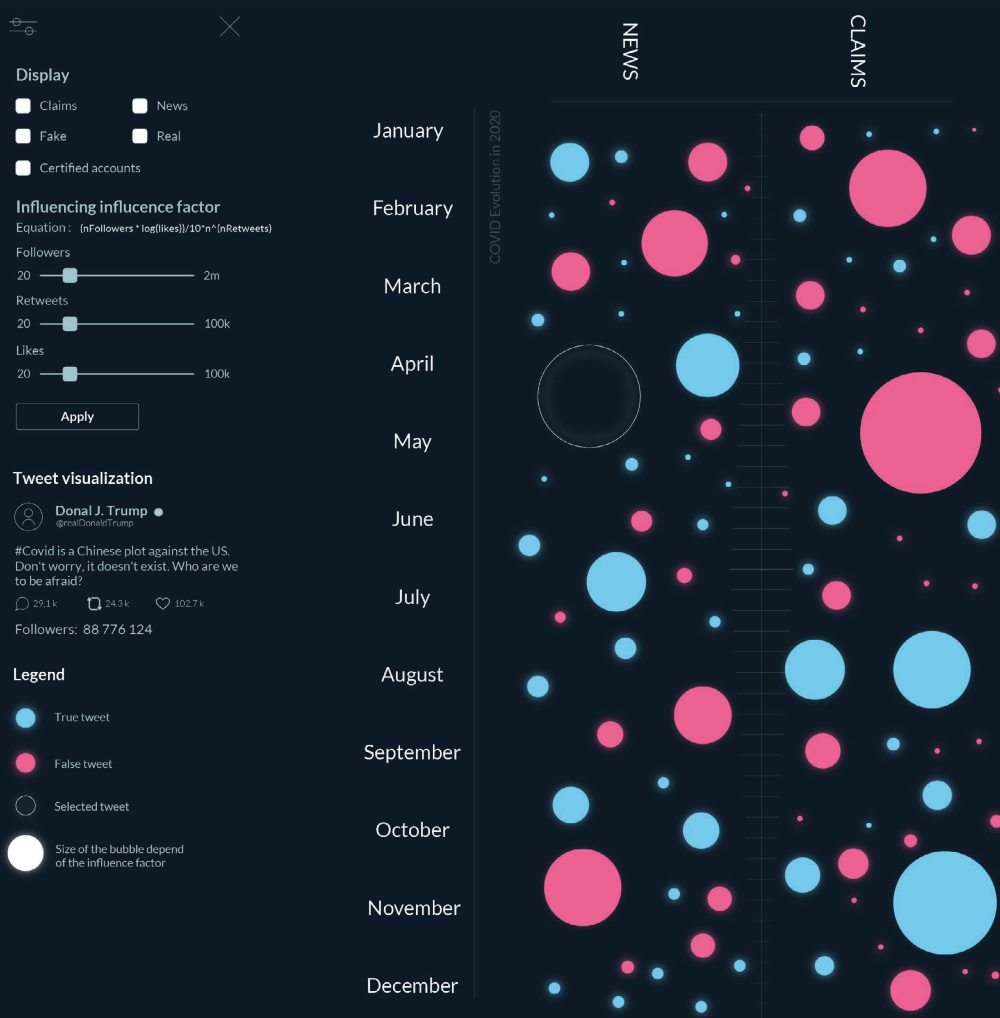 Display
Claims
News
Fake
Real
Certified accounts
Influencing influcence factor
Equation : (nFollowers * log(likes))/10*n^(nRetweets)
Followers
20
2m
Retweets
20
100k
Likes
20
100k
Apply
Tweet visualization
Donal J. Trump
@realDonaldTrump
#Covid is a Chinese plot against the US.
Don't worry, it doesn't exist. Who are we
to be afraid?
29,1 k
24.3 k
102.7 k
Followers: 88 776 124
Legend
True tweet
False tweet
Selected tweet
Size of the bubble depend
of the influence factor
NEWS
CLAIMS
COVID Evolution in 2020
January
February
March
April
May
June
July
August
September
October
November
December